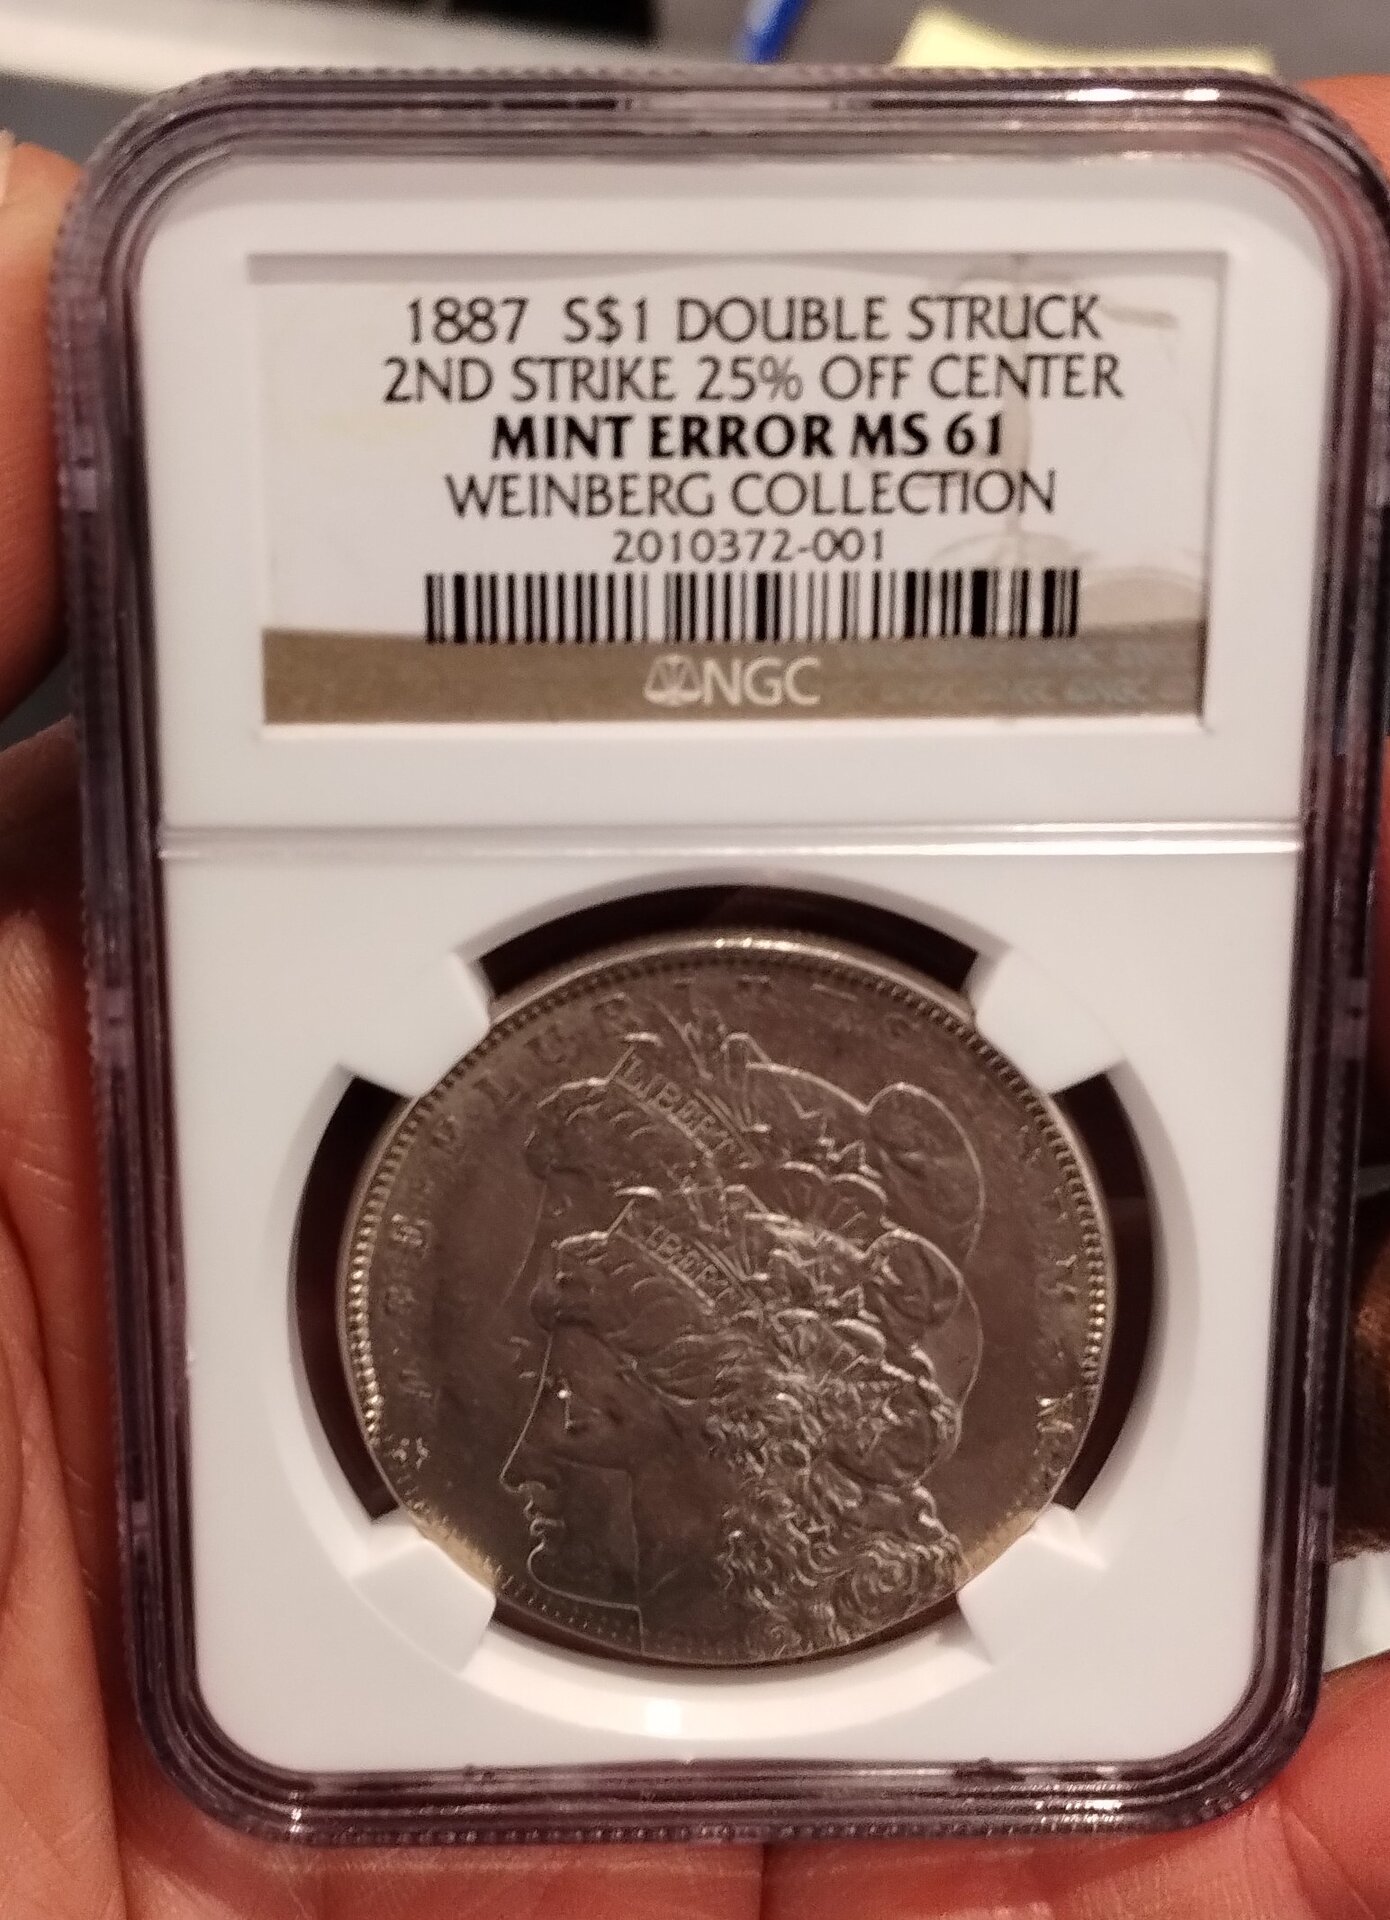 1887 S$1 DOUBLE STRUCK
2ND STRIKE 25% OFF CENTER
MINT ERROR MS 61
WEINBERG COLLECTION
2010372-001
NGC
LIBERTY
LIBERTY